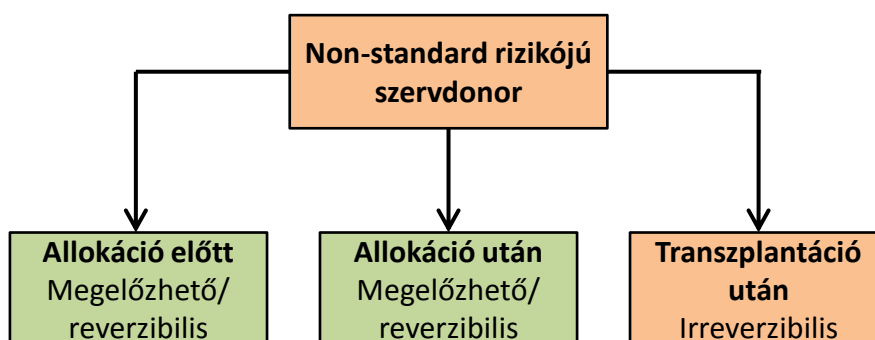 Non-standard rizikójú
szervdonor
Allokáció előtt
Megelőzhető/
reverzibilis
Allokáció után
Megelőzhető/
reverzibilis
Transzplantáció
után
Irreverzibilis